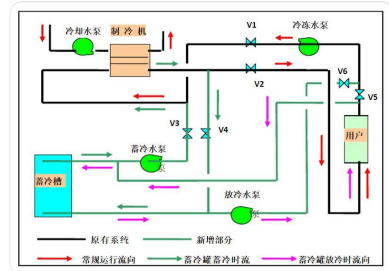 冷却水泵
制 冷 机
冷冻水泵
V1
V2
V6
V5
V3
V4
用户
蓄冷水泵
泵
蓄冷槽
放冷水泵
泵
原有系统
新增部分
常规运行流向
蓄冷罐蓄冷时流
蓄冷罐放冷时流向